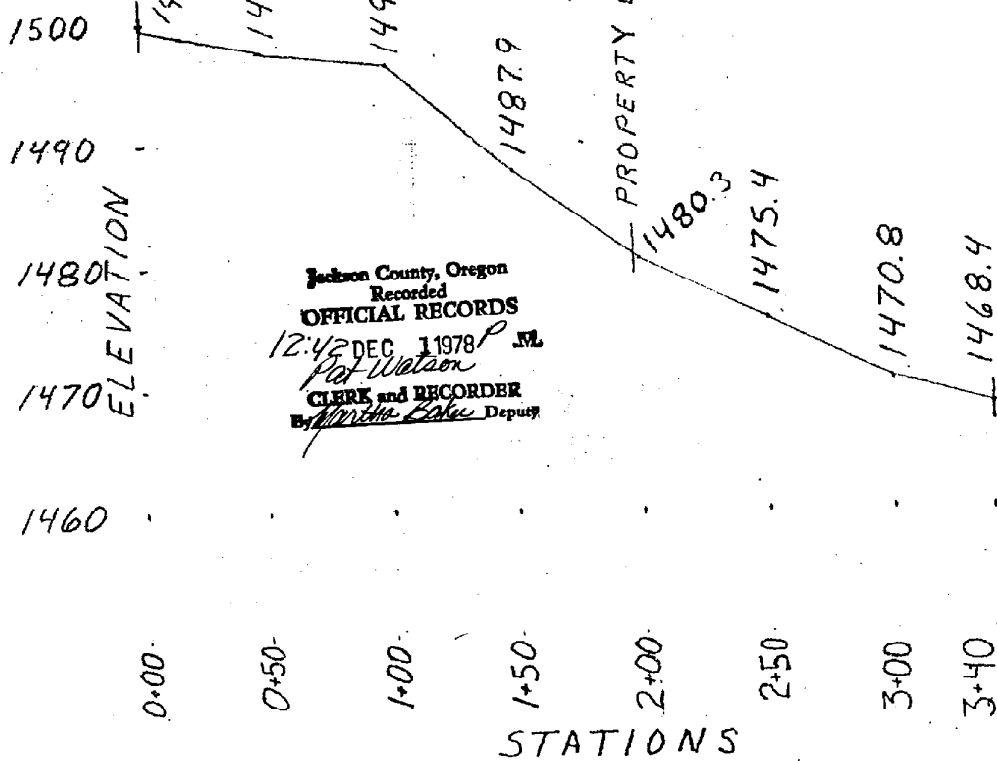 1500
1490
1480
1470
1460
ELEVATION
1487.9
PROPERTY
1480.3
1475.4
1470.8
1468.4
Jackson County, Oregon
Recorded
OFFICIAL RECORDS
12:42 DEC 1 1978 P .M.
Pat Watson
CLERK and RECORDER
By Martha Baker Deputy
0+00
0+50
1+00
1+50
2+00
2+50
3+00
3+40
STATIONS